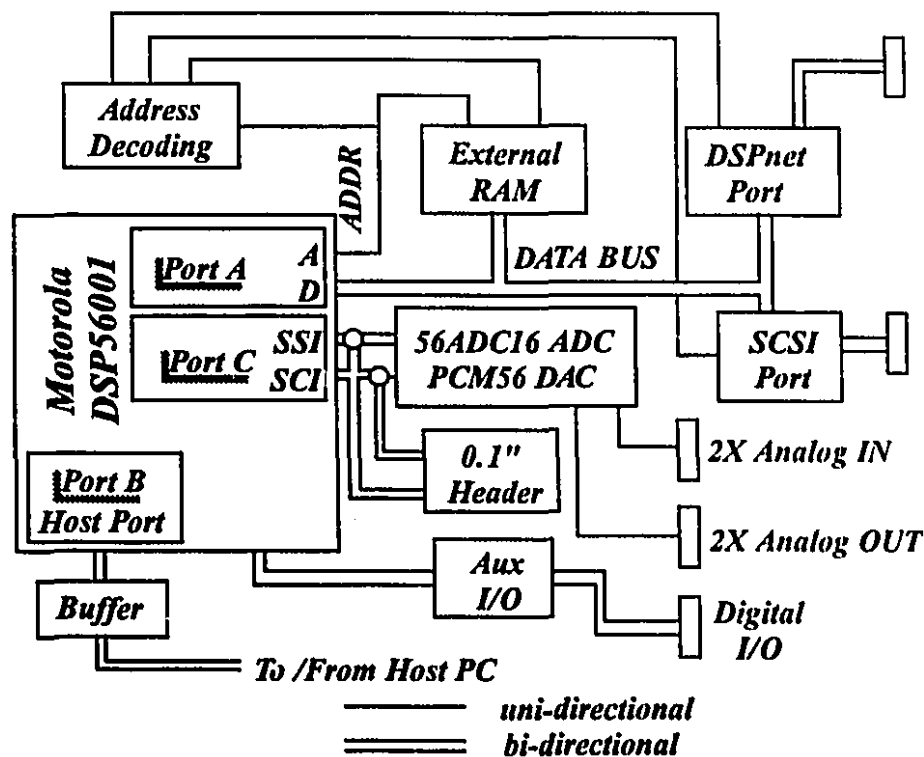 Address
Decoding
External
RAM
DSPnet
Port
ADDR
Motorola
DSP56001
Port A
A
D
DATA BUS
Port C
SSI
SCI
56ADC16 ADC
PCM56 DAC
SCSI
Port
0.1"
Header
2X Analog IN
Port B
Host Port
2X Analog OUT
Buffer
Aux
I/O
Digital
I/O
To /From Host PC
uni-directional
bi-directional